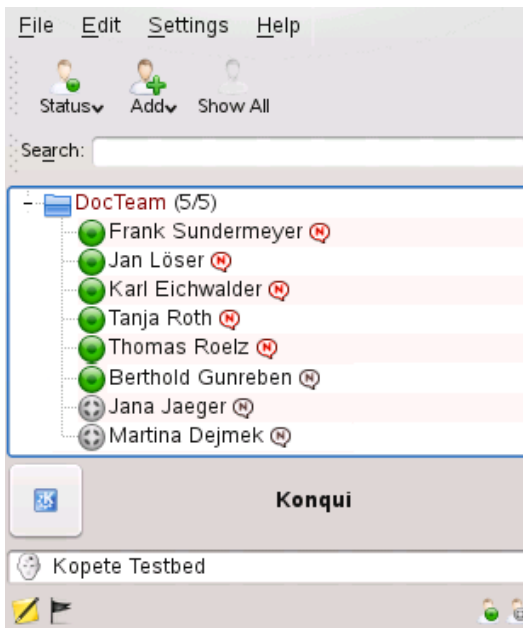 File Edit Settings Help
Status Add Show All
Search:
DocTeam (5/5)
Frank Sundermeyer
Jan Löser
Karl Eichwalder
Tanja Roth
Thomas Roelz
Berthold Gunreben
Jana Jaeger
Martina Dejmek
Konqui
Kopete Testbed